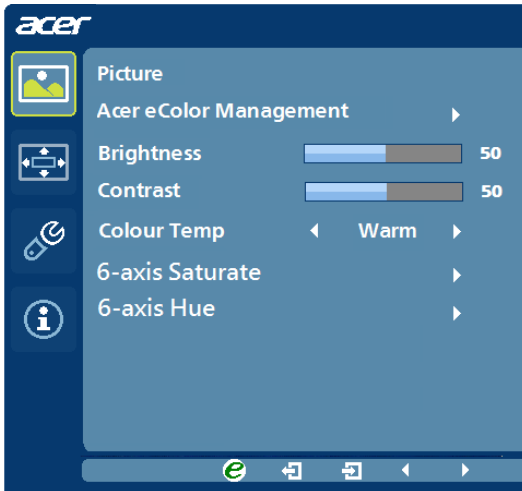 acer
Picture
Acer eColor Management
Brightness 50
Contrast 50
Colour Temp Warm
6-axis Saturate
6-axis Hue
e